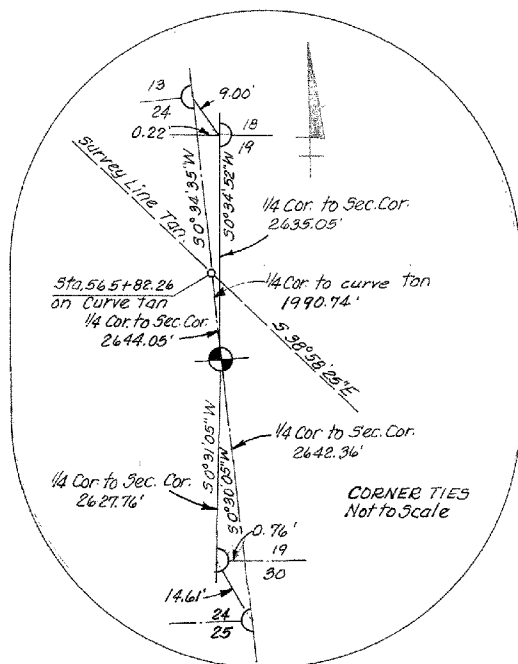 13
24
9.00'
0.22'
18
19
S 0°34'35"W
S 0°34'52"W
Survey Line Tan.
1/4 Cor. to Sec. Cor.
2635.05'
Sta. 565+82.26
on Curve tan
1/4 Cor. to curve tan
1990.74'
1/4 Cor. to Sec. Cor.
2644.05'
S 38°58'25"E
S 0°31'05"W
S 0°30'05"W
1/4 Cor. to Sec. Cor.
2642.36'
1/4 Cor to Sec. Cor.
2627.76'
CORNER TIES
Not to Scale
0.76'
19
30
14.61'
24
25